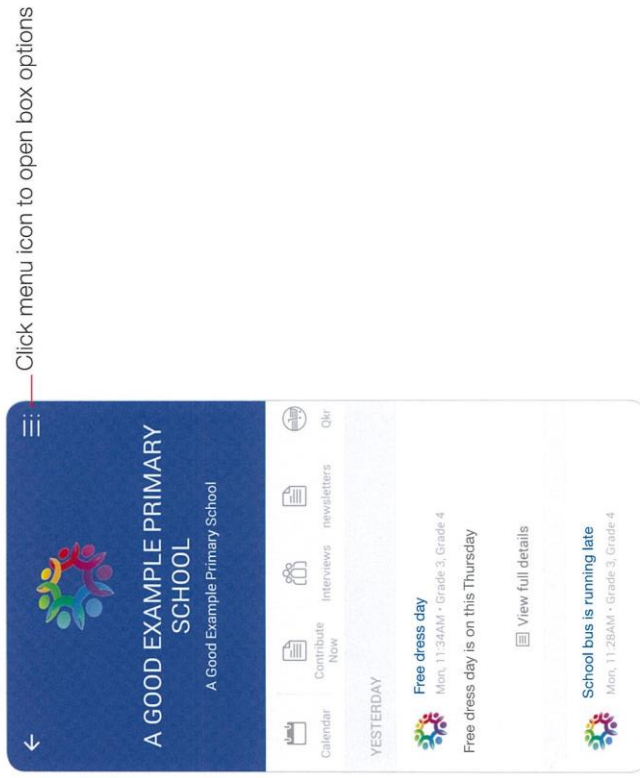 Click menu icon to open box options
A GOOD EXAMPLE PRIMARY
SCHOOL
A Good Example Primary School
Calendar
Contribute
Now
Interviews
newsletters
Qkr
YESTERDAY
Free dress day
Mon, 11:34AM • Grade 3, Grade 4
Free dress day is on this Thursday
View full details
School bus is running late
Mon, 11:28AM • Grade 3, Grade 4